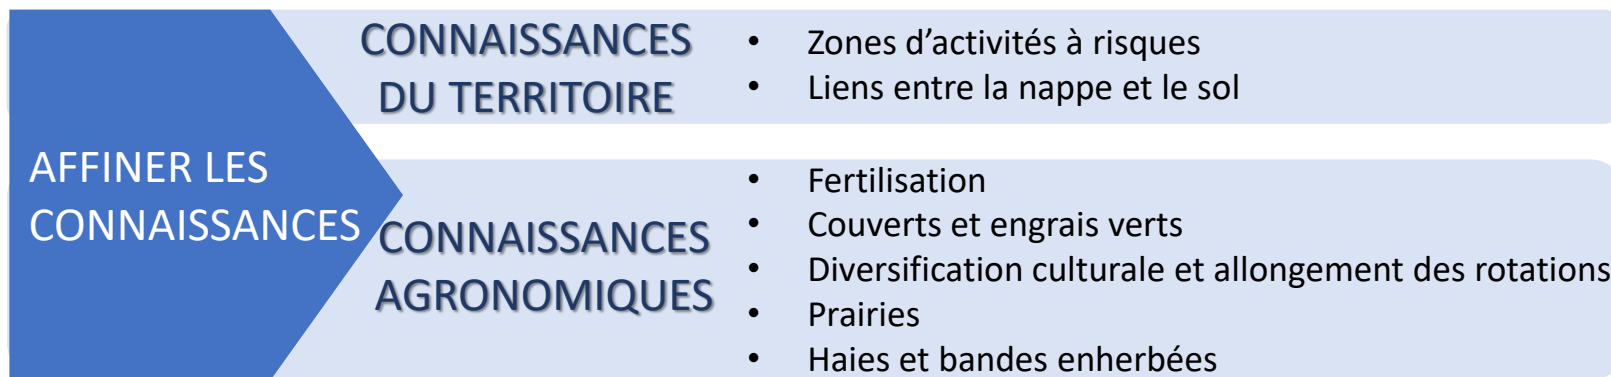 AFFINER LES
CONNAISSANCES
CONNAISSANCES
DU TERRITOIRE
• Zones d’activités à risques
• Liens entre la nappe et le sol
CONNAISSANCES
AGRONOMIQUES
• Fertilisation
• Couverts et engrais verts
• Diversification culturale et allongement des rotations
• Prairies
• Haies et bandes enherbées